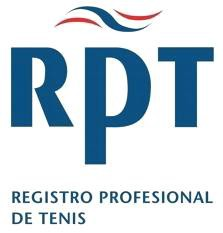 RPT
REGISTRO PROFESIONAL
DE TENIS